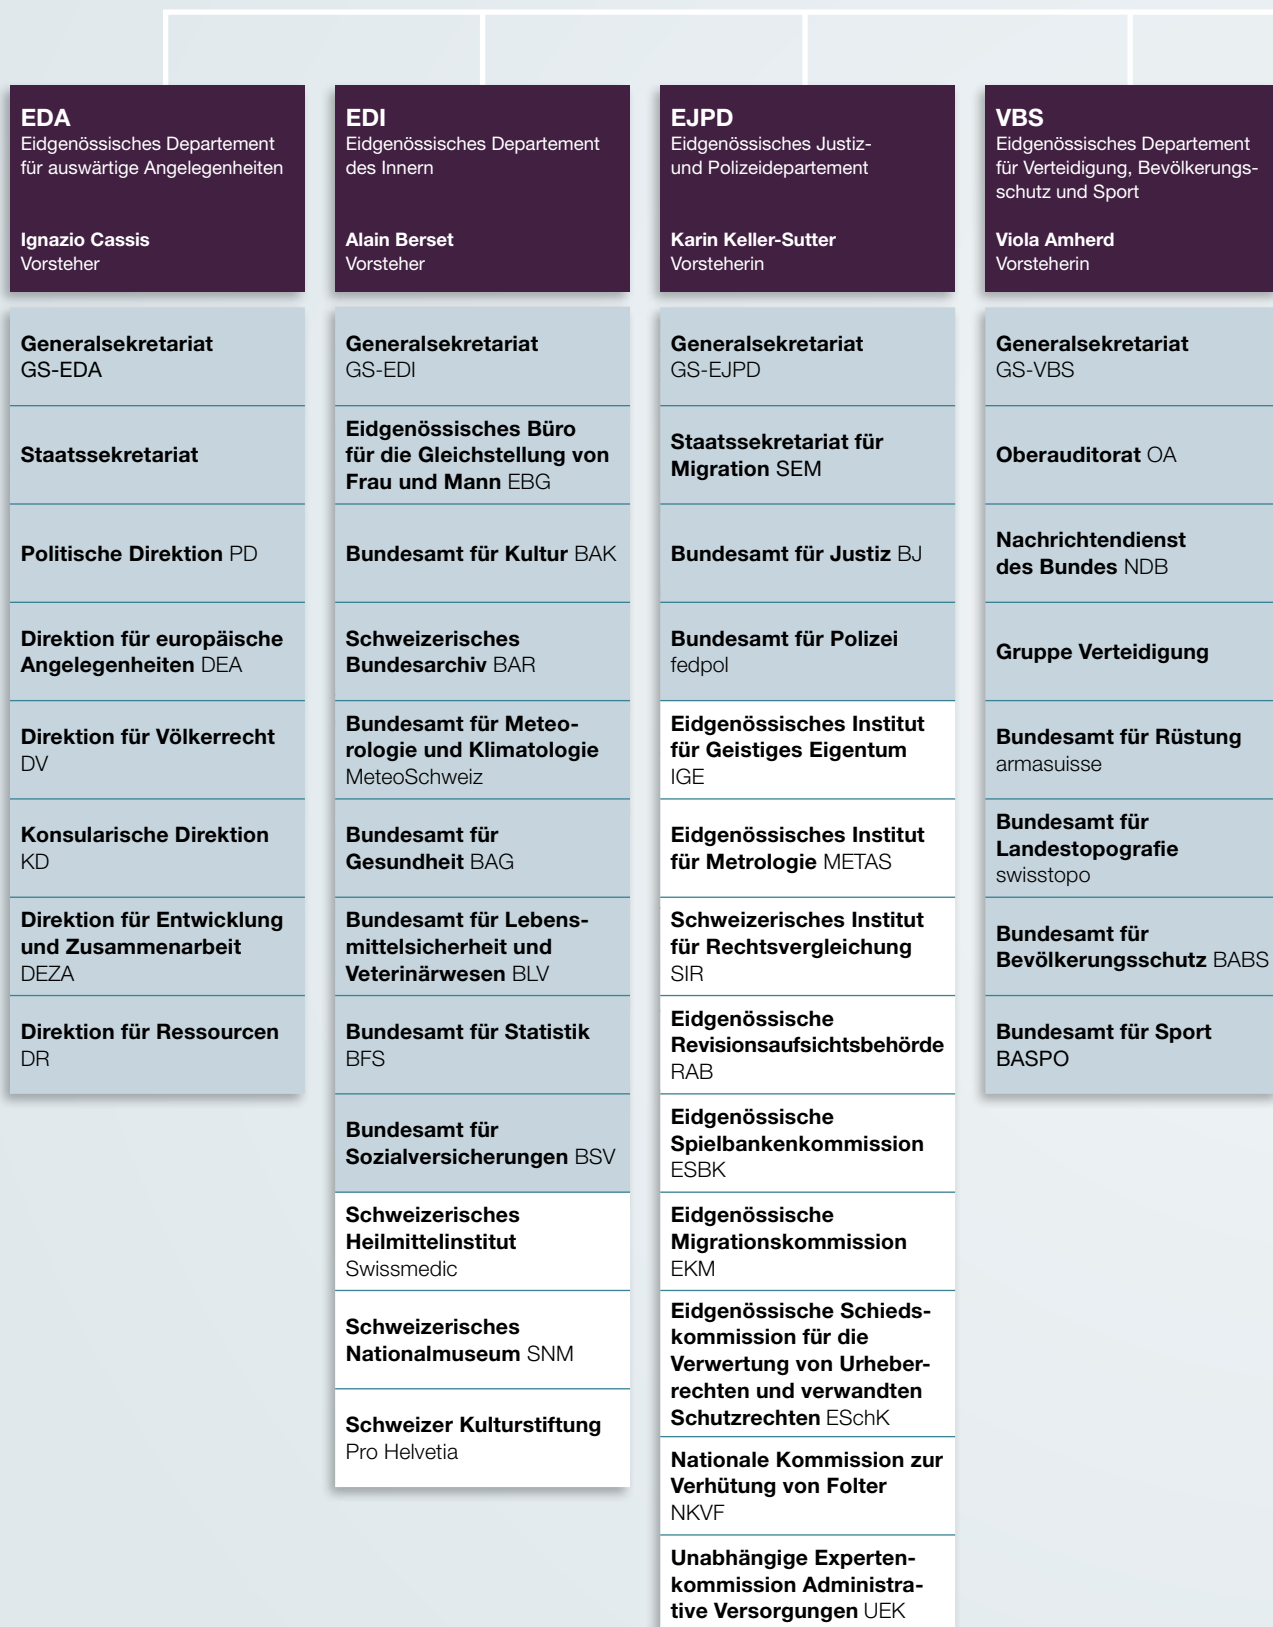 EDA
Eidgenössisches Departement
für auswärtige Angelegenheiten
Ignazio Cassis
Vorsteher
Generalsekretariat
GS-EDA
Staatssekretariat
Politische Direktion PD
Direktion für europäische
Angelegenheiten DEA
Direktion für Völkerrecht
DV
Konsularische Direktion
KD
Direktion für Entwicklung
und Zusammenarbeit
DEZA
Direktion für Ressourcen
DR
EDI
Eidgenössisches Departement
des Innern
Alain Berset
Vorsteher
Generalsekretariat
GS-EDI
Eidgenössisches Büro
für die Gleichstellung von
Frau und Mann EBG
Bundesamt für Kultur BAK
Schweizerisches
Bundesarchiv BAR
Bundesamt für Meteo-
rologie und Klimatologie
MeteoSchweiz
Bundesamt für
Gesundheit BAG
Bundesamt für Lebens-
mittelsicherheit und
Veterinärwesen BLV
Bundesamt für Statistik
BFS
Bundesamt für
Sozialversicherungen BSV
Schweizerisches
Heilmittelinstitut
Swissmedic
Schweizerisches
Nationalmuseum SNM
Schweizer Kulturstiftung
Pro Helvetia
EJPD
Eidgenössisches Justiz-
und Polizeidepartement
Karin Keller-Sutter
Vorsteherin
Generalsekretariat
GS-EJPD
Staatssekretariat für
Migration SEM
Bundesamt für Justiz BJ
Bundesamt für Polizei
fedpol
Eidgenössisches Institut
für Geistiges Eigentum
IGE
Eidgenössisches Institut
für Metrologie METAS
Schweizerisches Institut
für Rechtsvergleichung
SIR
Eidgenössische
Revisionsaufsichtsbehörde
RAB
Eidgenössische
Spielbankenkommission
ESBK
Eidgenössische
Migrationskommission
EKM
Eidgenössische Schieds-
kommission für die
Verwertung von Urheber-
rechten und verwandten
Schutzrechten ESchK
Nationale Kommission zur
Verhütung von Folter
NKVF
Unabhängige Experten-
kommission Administra-
tive Versorgungen UEK
VBS
Eidgenössisches Departement
für Verteidigung, Bevölkerungs-
schutz und Sport
Viola Amherd
Vorsteherin
Generalsekretariat
GS-VBS
Oberauditorat OA
Nachrichtendienst
des Bundes NDB
Gruppe Verteidigung
Bundesamt für Rüstung
armasuisse
Bundesamt für
Landestopografie
swisstopo
Bundesamt für
Bevölkerungsschutz BABS
Bundesamt für Sport
BASPO